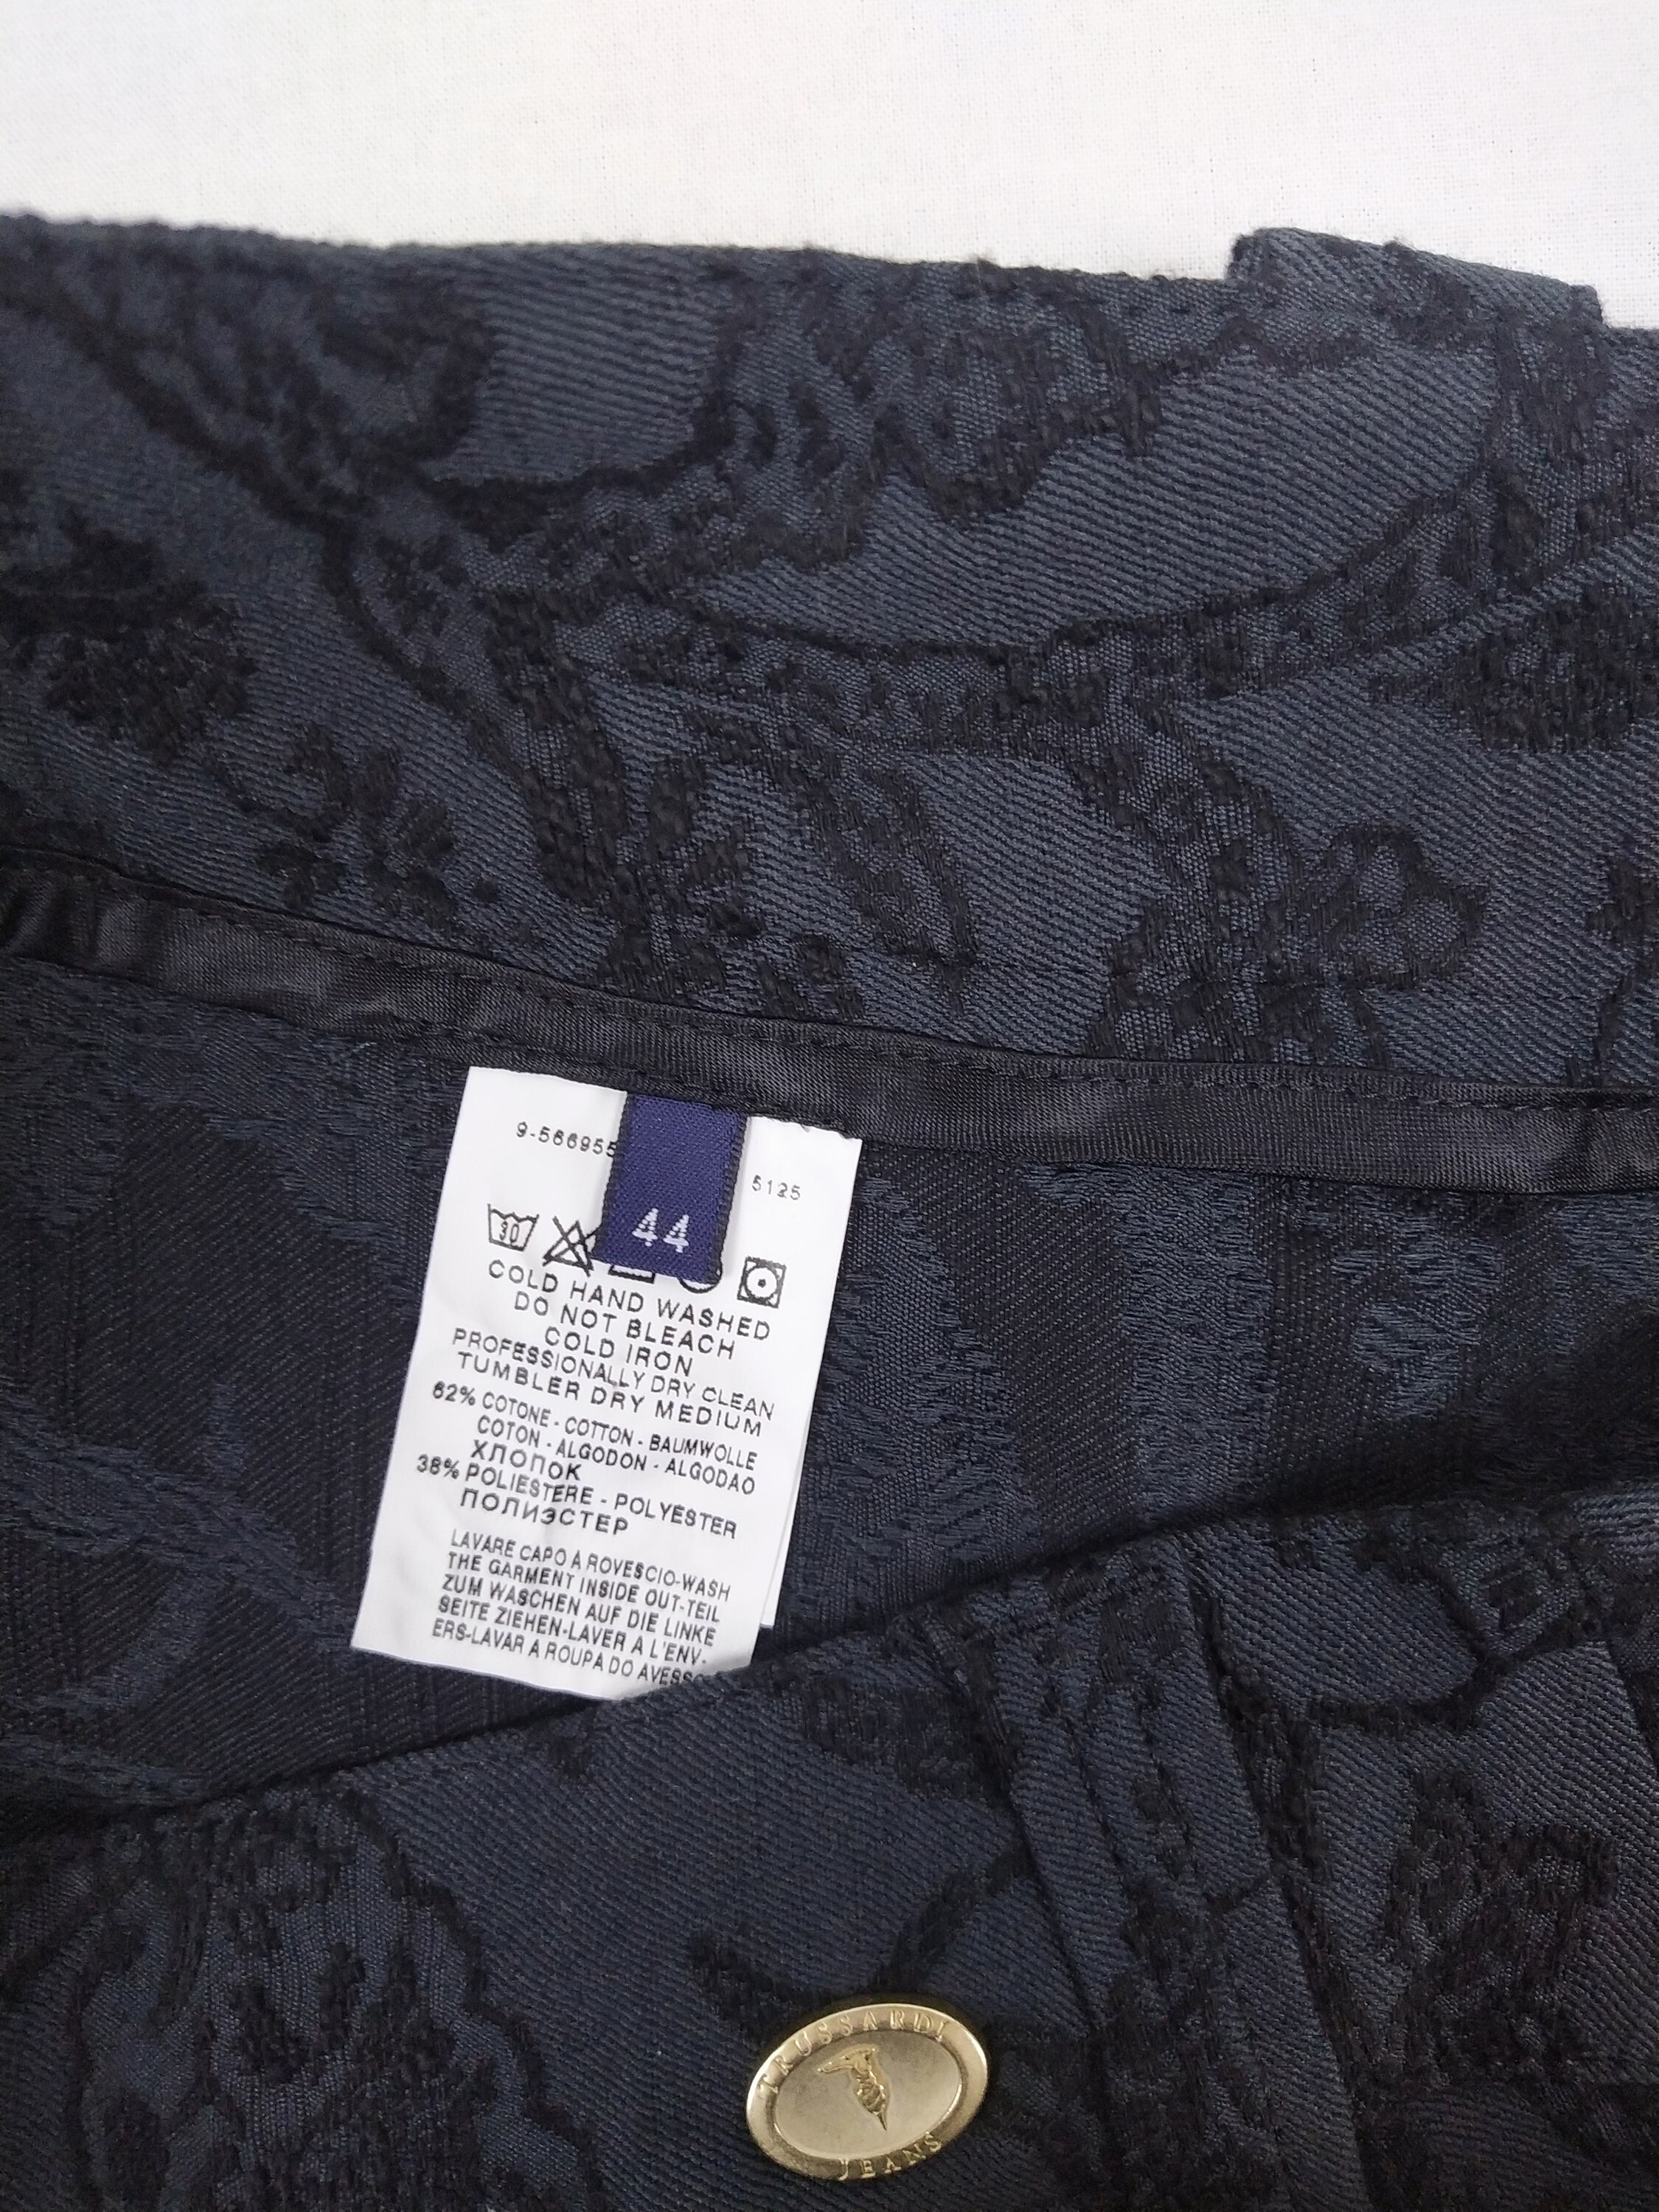 9-566955
5125
44
30
COLD HAND WASHED
DO NOT BLEACH
COLD IRON
PROFESSIONALLY DRY CLEAN
TUMBLER DRY MEDIUM
62% COTONE - COTTON - BAUMWOLLE
COTON - ALGODON - ALGODAO
ХЛОПОК
38% POLIESTERE - POLYESTER
ПОЛИЭСТЕР
LAVARE CAPO A ROVESCIO-WASH
THE GARMENT INSIDE OUT-TEIL
ZUM WASCHEN AUF DIE LINKE
SEITE ZIEHEN-LAVER A L'ENV-
ERS-LAVAR A ROUPA DO AVESSO
TRUSSARDI
JEANS